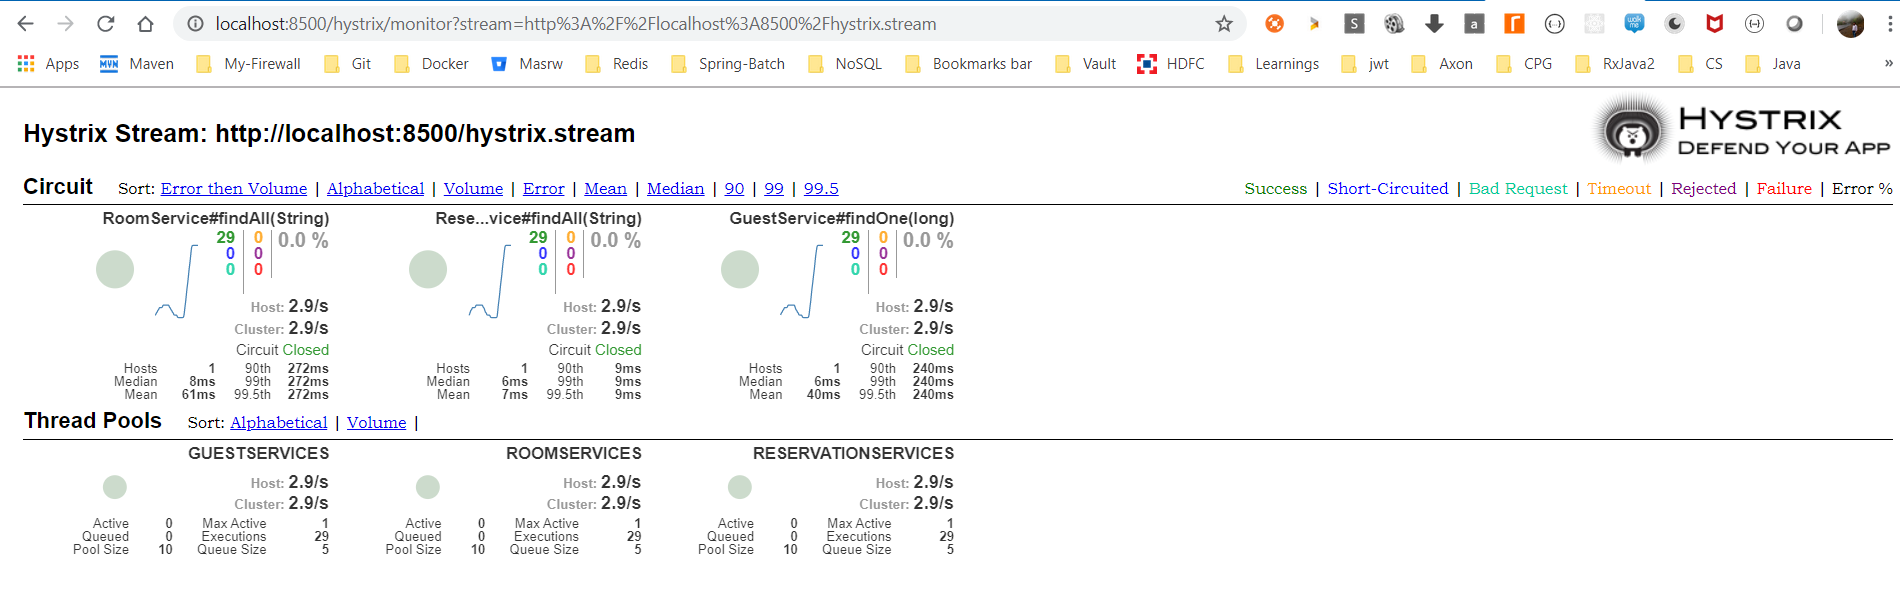 localhost:8500/hystrix/monitor?stream=http%3A%2F%2Flocalhost%3A8500%2Fhystrix.stream
Apps Maven My-Firewall Git Docker Masrw Redis Spring-Batch NoSQL Bookmarks bar Vault HDFC Learnings jwt Axon CPG RxJava2 CS Java »
Hystrix Stream: http://localhost:8500/hystrix.stream
HYSTRIX
DEFEND YOUR APP
Circuit Sort: Error then Volume | Alphabetical | Volume | Error | Mean | Median | 90 | 99 | 99.5 Success | Short-Circuited | Bad Request | Timeout | Rejected | Failure | Error %
RoomService#findAll(String) Rese...vice#findAll(String) GuestService#findOne(long)
29 0 0.0 % 29 0 0.0 % 29 0 0.0 %
0 0 0 0 0 0
0 0 0 0 0 0
Host: 2.9/s Host: 2.9/s Host: 2.9/s
Cluster: 2.9/s Cluster: 2.9/s Cluster: 2.9/s
Circuit Closed Circuit Closed Circuit Closed
Hosts 1 90th 272ms Hosts 1 90th 9ms Hosts 1 90th 240ms
Median 8ms 99th 272ms Median 6ms 99th 9ms Median 6ms 99th 240ms
Mean 61ms 99.5th 272ms Mean 7ms 99.5th 9ms Mean 40ms 99.5th 240ms
Thread Pools Sort: Alphabetical | Volume |
GUESTSERVICES ROOMSERVICES RESERVATIONSERVICES
Host: 2.9/s Host: 2.9/s Host: 2.9/s
Cluster: 2.9/s Cluster: 2.9/s Cluster: 2.9/s
Active 0 Max Active 1 Active 0 Max Active 1 Active 0 Max Active 1
Queued 0 Executions 29 Queued 0 Executions 29 Queued 0 Executions 29
Pool Size 10 Queue Size 5 Pool Size 10 Queue Size 5 Pool Size 10 Queue Size 5